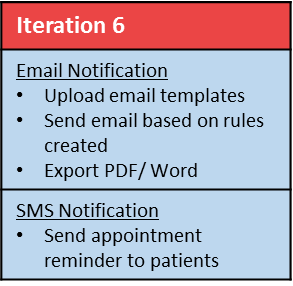 Iteration 6
Email Notification
• Upload email templates
• Send email based on rules
created
• Export PDF/ Word
SMS Notification
• Send appointment
reminder to patients